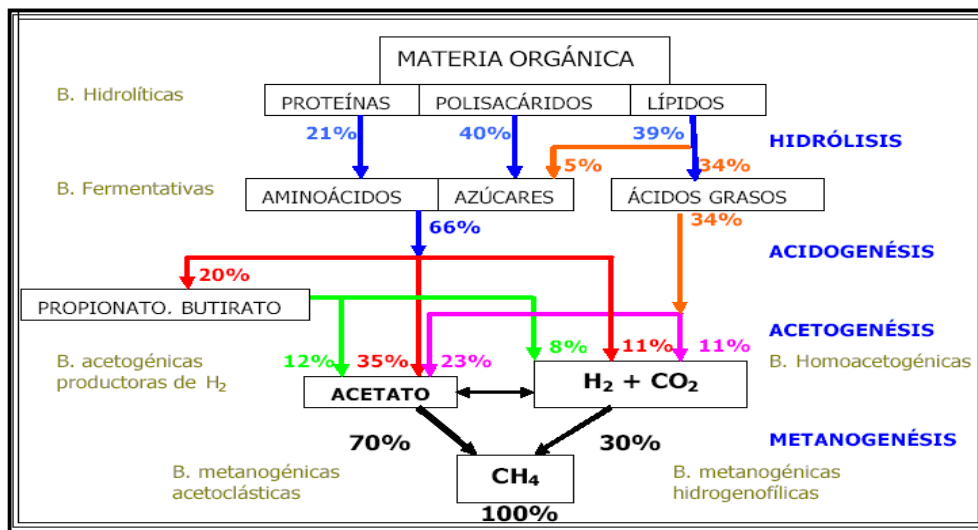 MATERIA ORGÁNICA
B. Hidrolíticas
PROTEÍNAS POLISACÁRIDOS LÍPIDOS
21% 40% 39%
HIDRÓLISIS
5% 34%
B. Fermentativas
AMINOÁCIDOS AZÚCARES ÁCIDOS GRASOS
66% 34%
ACIDOGENÉSIS
20%
PROPIONATO. BUTIRATO
ACETOGENÉSIS
B. acetogénicas
productoras de H₂
12% 35% 23% 8% 11% 11%
B. Homoacetogénicas
ACETATO
H₂ + CO₂
70% 30%
METANOGENÉSIS
B. metanogénicas
acetoclásticas
CH₄
100%
B. metanogénicas
hidrogenofílicas